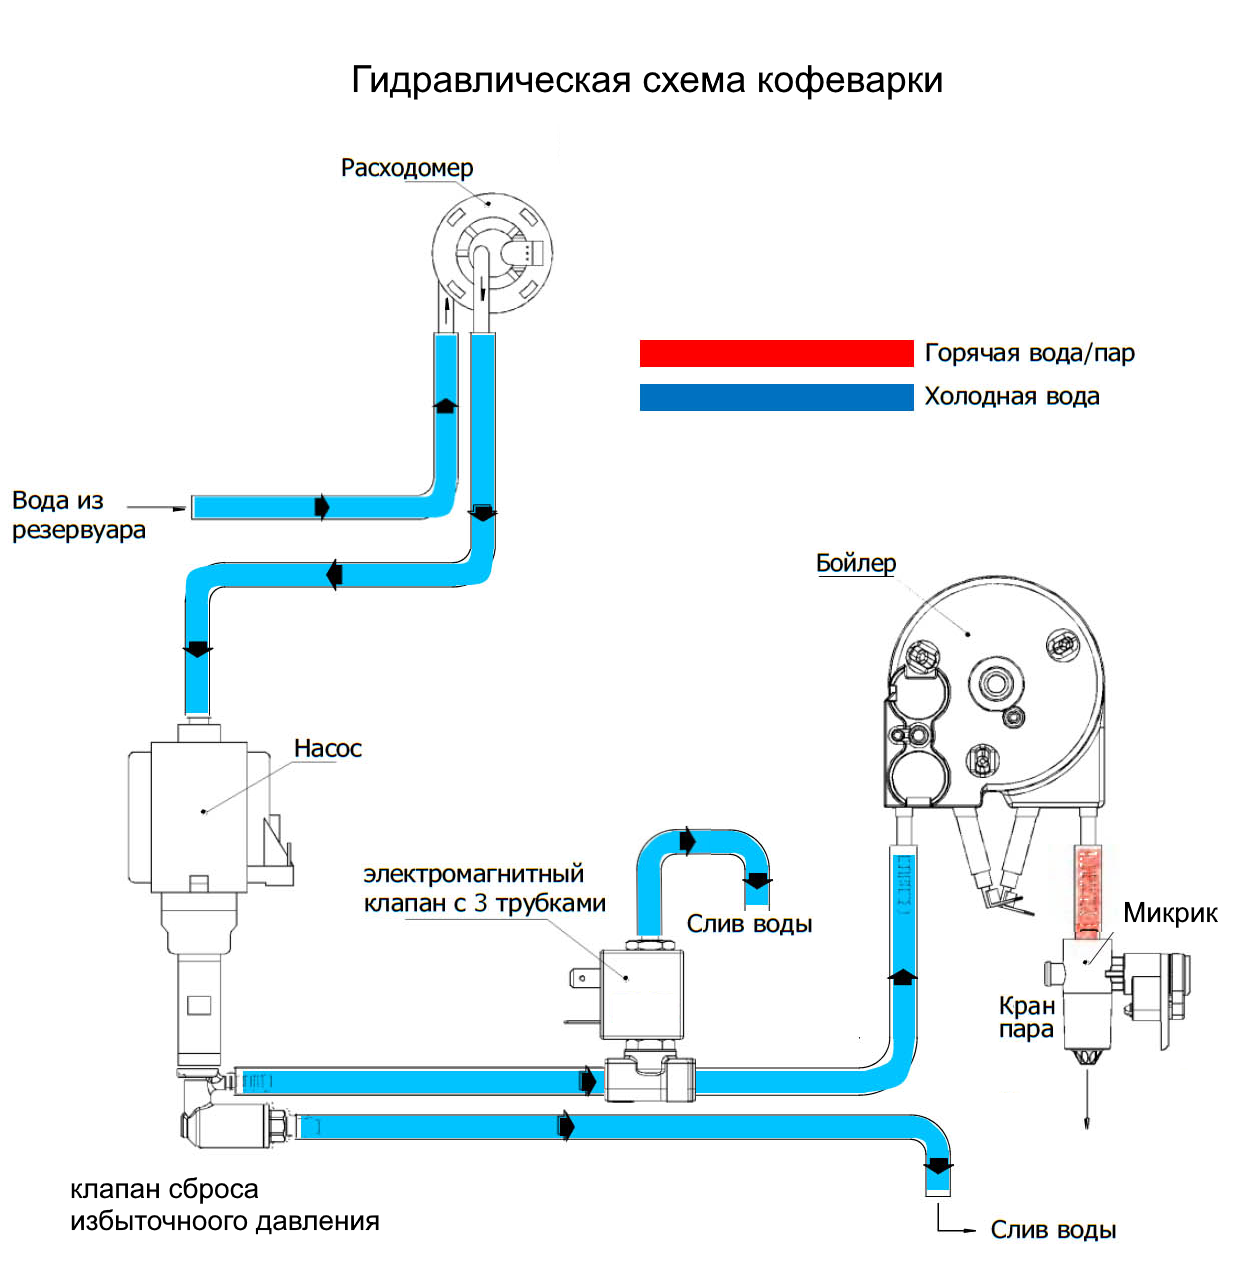 Гидравлическая схема кофеварки
Расходомер
Горячая вода/пар
Холодная вода
Вода из
резервуара
Бойлер
Насос
электромагнитный
клапан с 3 трубками
Слив воды
Микрик
Кран
пара
клапан сброса
избыточноого давления
Слив воды